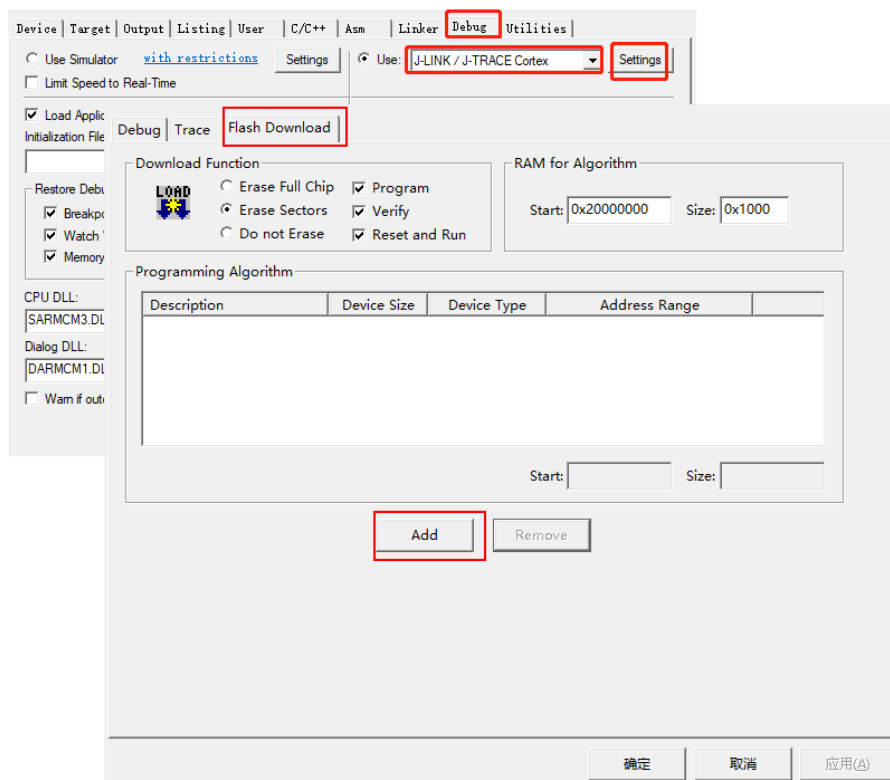 Device Target Output Listing User C/C++ Asm Linker Debug Utilities
Use Simulator with restrictions Settings Use: J-LINK / J-TRACE Cortex Settings
Limit Speed to Real-Time
Load Applic
Initialization File
Debug Trace Flash Download
Download Function
LOAD
Erase Full Chip Program
Erase Sectors Verify
Do not Erase Reset and Run
RAM for Algorithm
Start: 0x20000000 Size: 0x1000
Restore Debu
Breakpo
Watch
Memory
Programming Algorithm
Description Device Size Device Type Address Range
CPU DLL:
SARMCM3.DL
Dialog DLL:
DARMCM1.DL
Warn if outo
Start: Size:
Add Remove
确定 取消 应用(A)